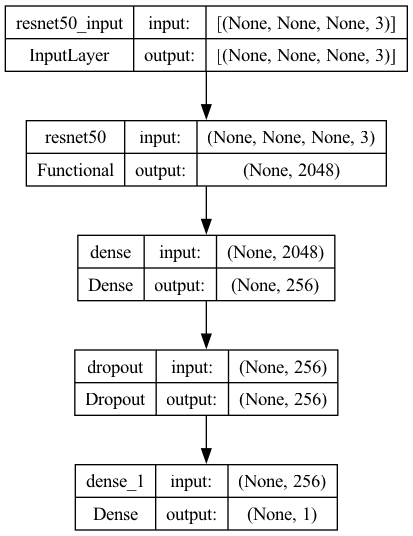 resnet50_input input: [(None, None, None, 3)]
InputLayer output: [(None, None, None, 3)]
resnet50 input: (None, None, None, 3)
Functional output: (None, 2048)
dense input: (None, 2048)
Dense output: (None, 256)
dropout input: (None, 256)
Dropout output: (None, 256)
dense_1 input: (None, 256)
Dense output: (None, 1)